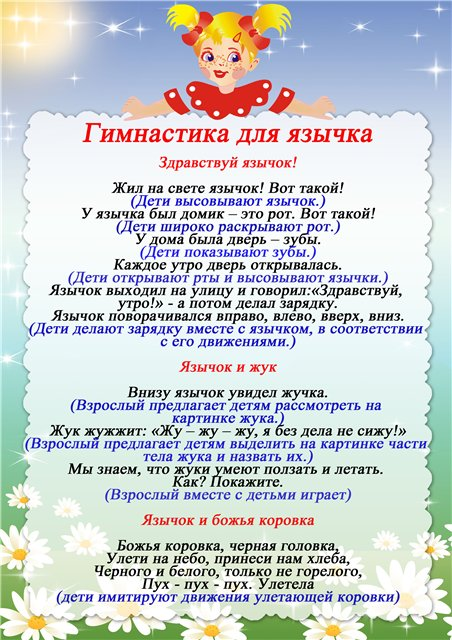 Гимнастика для язычка
Здравствуй язычок!
Жил на свете язычок! Вот такой!
(Дети высовывают язычок.)
У язычка был домик – это рот. Вот такой!
(Дети широко раскрывают рот.)
У дома была дверь – зубы.
(Дети показывают зубы.)
Каждое утро дверь открывалась.
(Дети открывают рты и высовывают язычки.)
Язычок выходил на улицу и говорил:«Здравствуй,
утро!» - а потом делал зарядку.
Язычок поворачивался вправо, влево, вверх, вниз.
(Дети делают зарядку вместе с язычком, в соответствии
с его движениями.)
Язычок и жук
Внизу язычок увидел жучка.
(Взрослый предлагает детям рассмотреть на
картинке жука.)
Жук жужжит: «Жу – жу – жу, я без дела не сижу!»
(Взрослый предлагает детям выделить на картинке части
тела жука и назвать их.)
Мы знаем, что жуки умеют ползать и летать.
Как? Покажите.
(Взрослый вместе с детьми играет)
Язычок и божья коровка
Божья коровка, черная головка,
Улети на небо, принеси нам хлеба,
Черного и белого, только не горелого,
Пух - пух - пух. Улетела
(дети имитируют движения улетающей коровки)